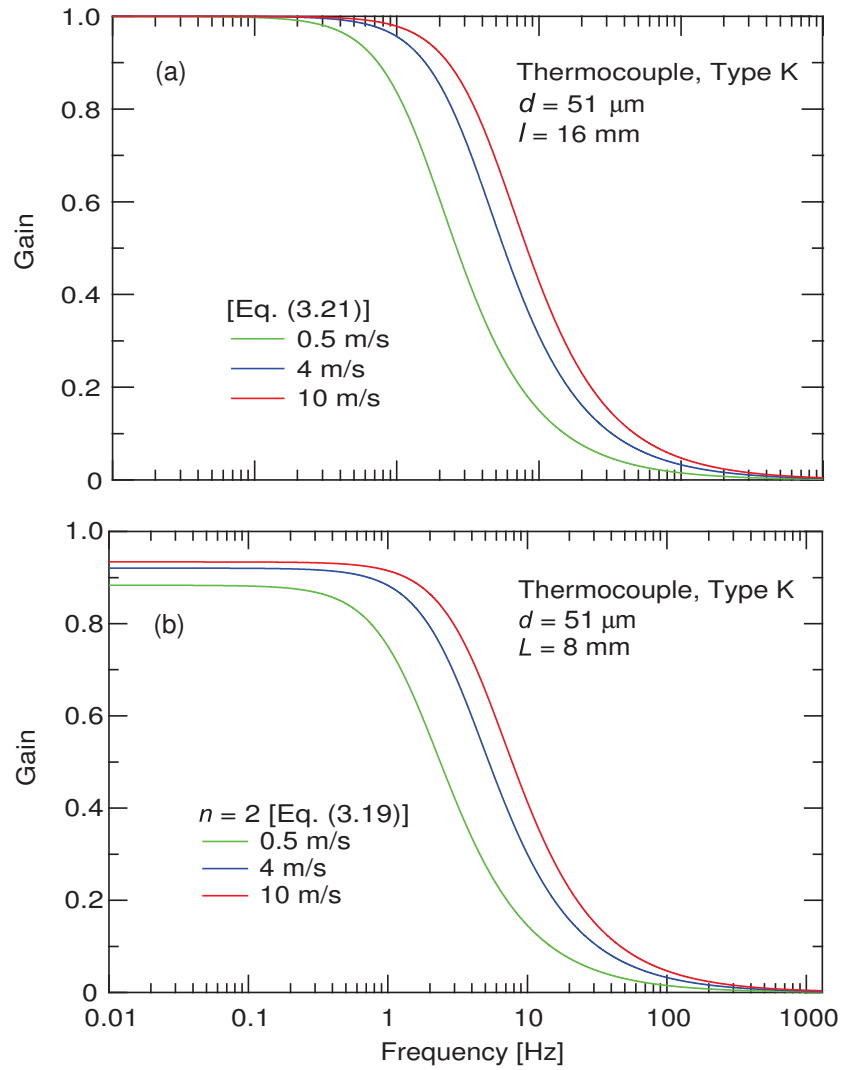 1.0
(a)
Thermocouple, Type K
d = 51 μm
l = 16 mm
0.8
0.6
Gain
0.4
[Eq. (3.21)]
0.5 m/s
4 m/s
10 m/s
0.2
0
1.0
(b)
Thermocouple, Type K
d = 51 μm
L = 8 mm
0.8
0.6
Gain
0.4
n = 2 [Eq. (3.19)]
0.5 m/s
4 m/s
10 m/s
0.2
0
0.01 0.1 1 10 100 1000
Frequency [Hz]